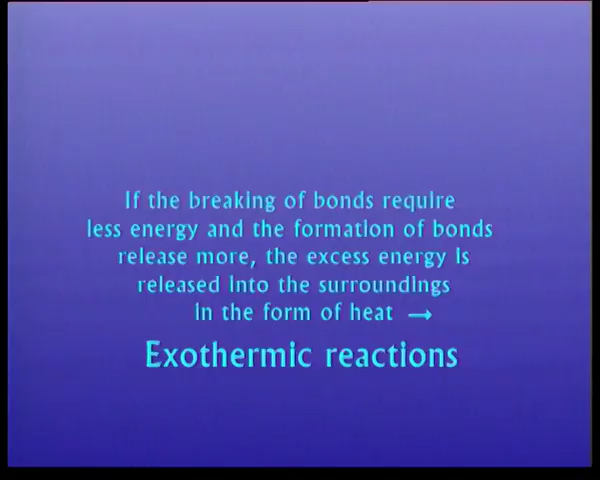 If the breaking of bonds require
less energy and the formation of bonds
release more, the excess energy is
released into the surroundings
in the form of heat →
Exothermic reactions